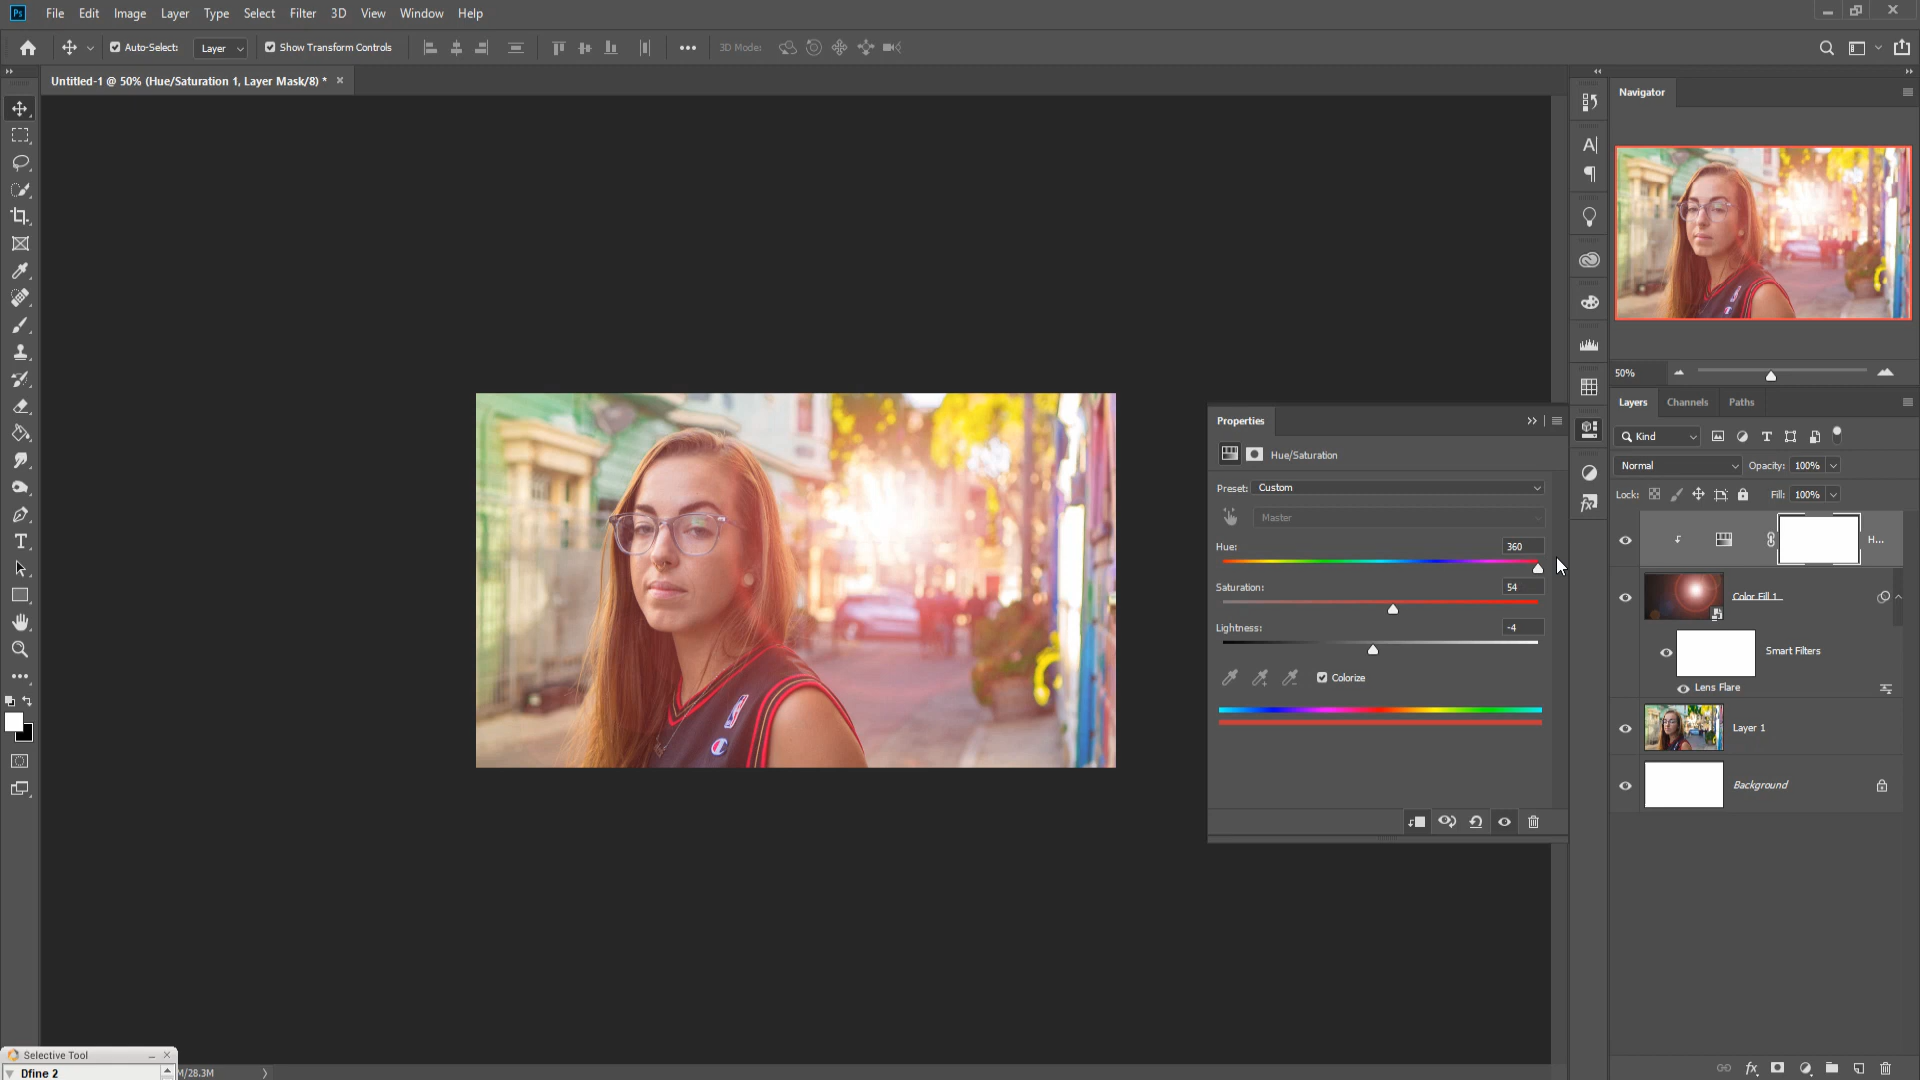 Ps File Edit Image Layer Type Select Filter 3D View Window Help
Auto-Select: Layer Show Transform Controls 3D Mode:
Untitled-1 @ 50% (Hue/Saturation 1, Layer Mask/8) *
Navigator
50%
Layers Channels Paths
Kind
Normal Opacity: 100%
Lock: Fill: 100%
H...
Color Fill 1
Smart Filters
Lens Flare
Layer 1
Background
Properties
Hue/Saturation
Preset: Custom
Master
Hue: 360
Saturation: 54
Lightness: -4
Colorize
Selective Tool
Dfine 2
M/28.3M